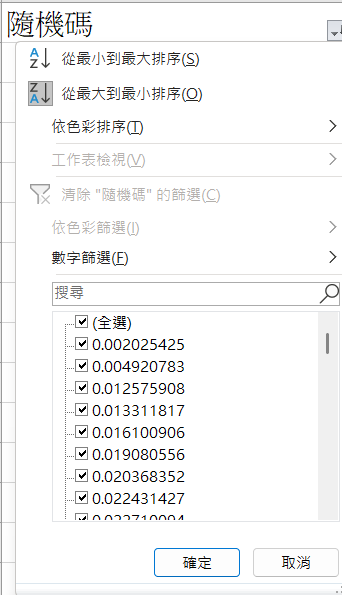 隨機碼
從最小到最大排序(S)
從最大到最小排序(O)
依色彩排序(T)
工作表檢視(V)
清除 "隨機碼" 的篩選(C)
依色彩篩選(I)
數字篩選(F)
搜尋
(全選)
0.002025425
0.004920783
0.012575908
0.013311817
0.016100906
0.019080556
0.020368352
0.022431427
0.022710094
確定
取消